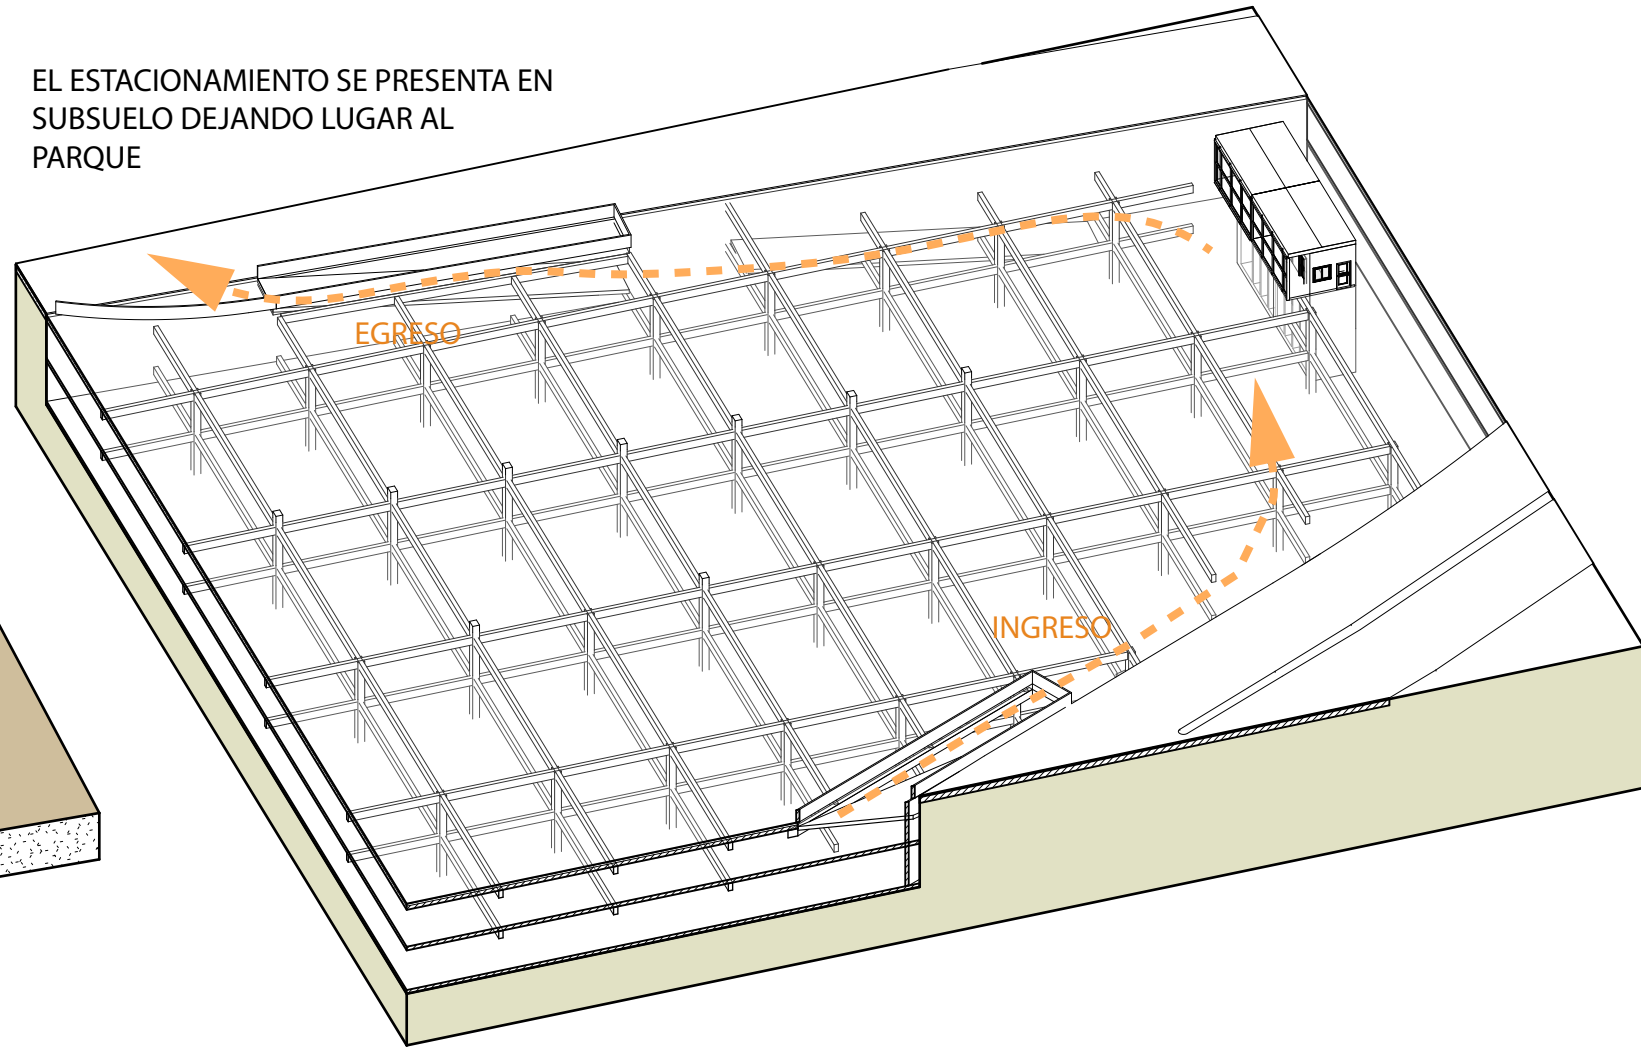 EL ESTACIONAMIENTO SE PRESENTA EN
SUBSUELO DEJANDO LUGAR AL
PARQUE
EGRESO
INGRESO